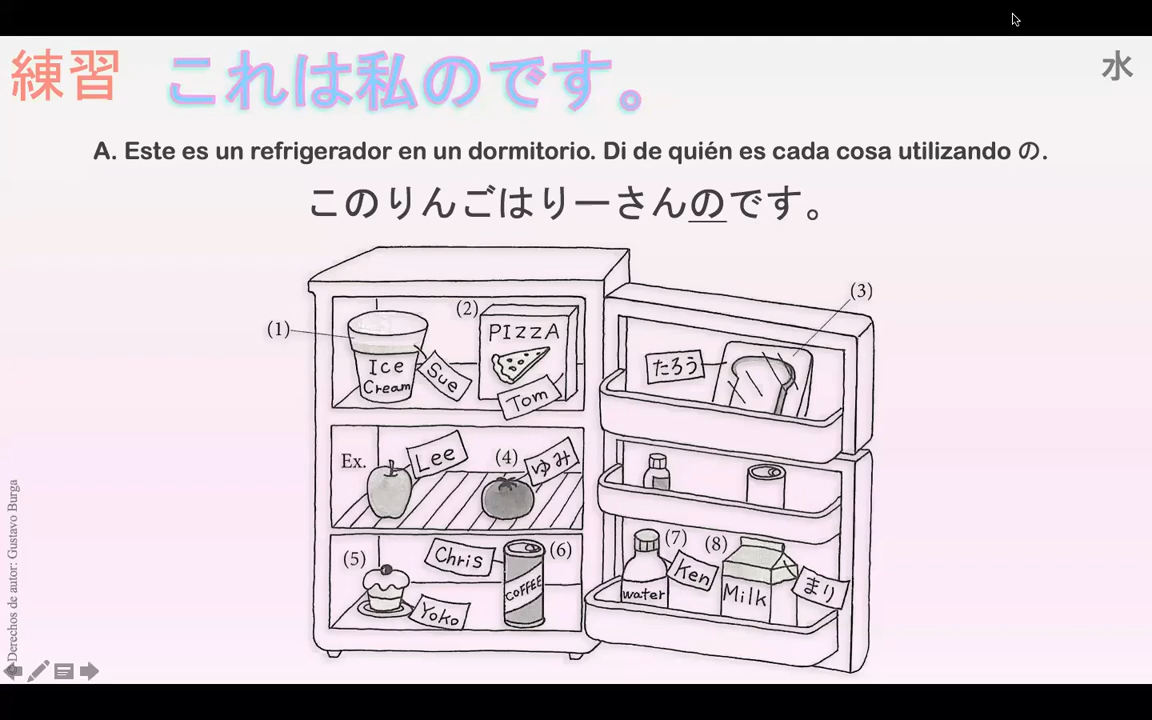 練習 これは私のです。
水
A. Este es un refrigerador en un dormitorio. Di de quién es cada cosa utilizando の.
このりんごはりーさんのです。
(1)
Ice
Cream
Sue
(2)
PIZZA
Tom
(3)
たろう
Ex.
Lee
(4)
ゆみ
(5)
Yoko
Chris
(6)
COFFEE
(7)
water
Ken
(8)
Milk
まり
©Derechos de autor: Gustavo Burga